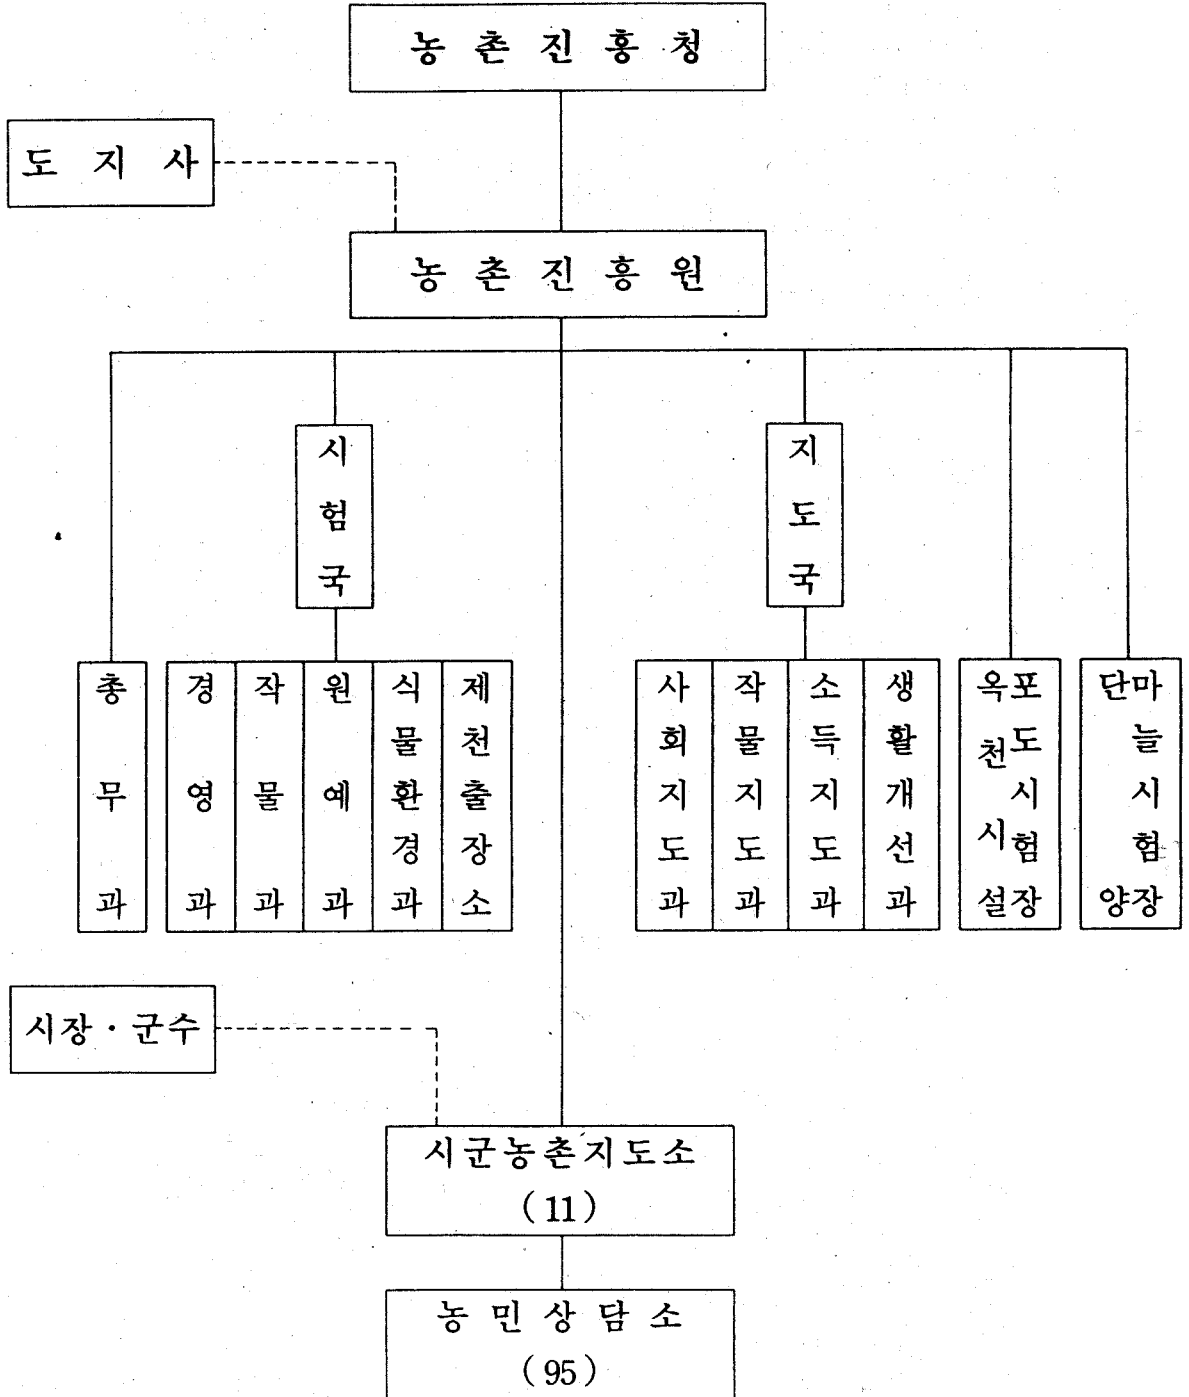 농촌진흥청
도지사
농촌진흥원
시험국
지도국
총무과
경영과
작물과
원예과
식물환경과
제천출장소
사회지도과
작물지도과
소득지도과
생활개선과
옥천시설
포도시험장
단양
마늘시험장
시장·군수
시군농촌지도소
(11)
농민상담소
(95)